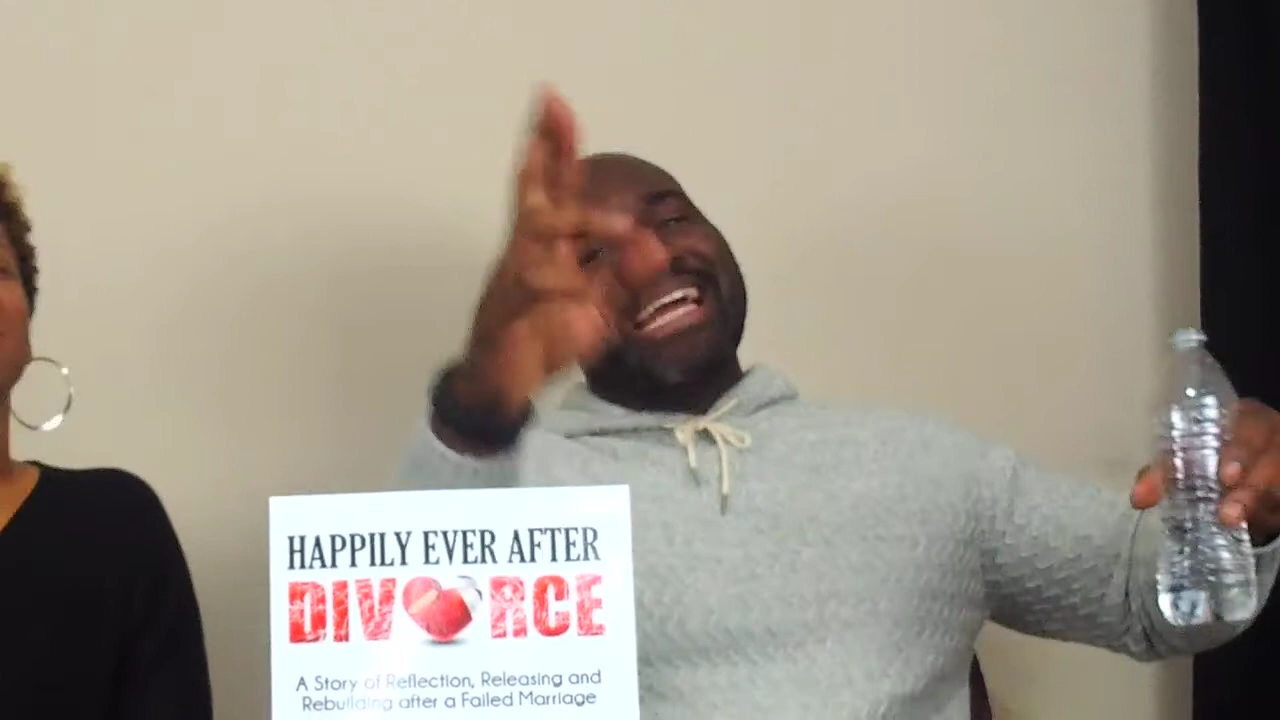 HAPPILY EVER AFTER
DIVORCE
A Story of Reflection, Releasing and
Rebuilding after a Failed Marriage